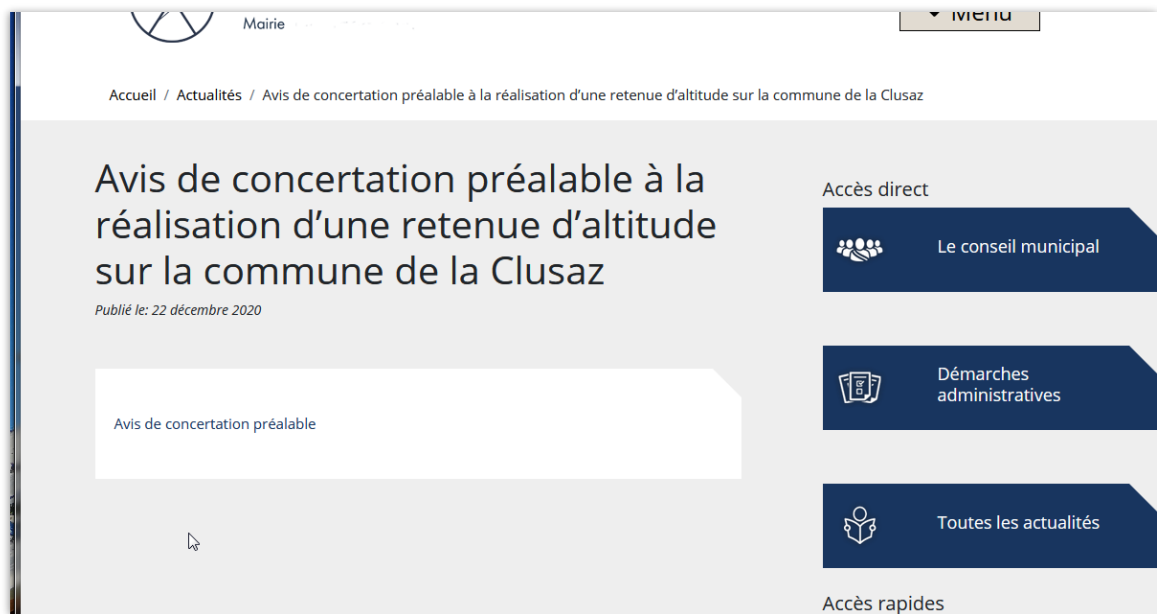 Mairie
Menu
Accueil / Actualités / Avis de concertation préalable à la réalisation d’une retenue d’altitude sur la commune de la Clusaz
Avis de concertation préalable à la
réalisation d’une retenue d’altitude
sur la commune de la Clusaz
Publié le: 22 décembre 2020
Avis de concertation préalable
Accès direct
Le conseil municipal
Démarches
administratives
Toutes les actualités
Accès rapides